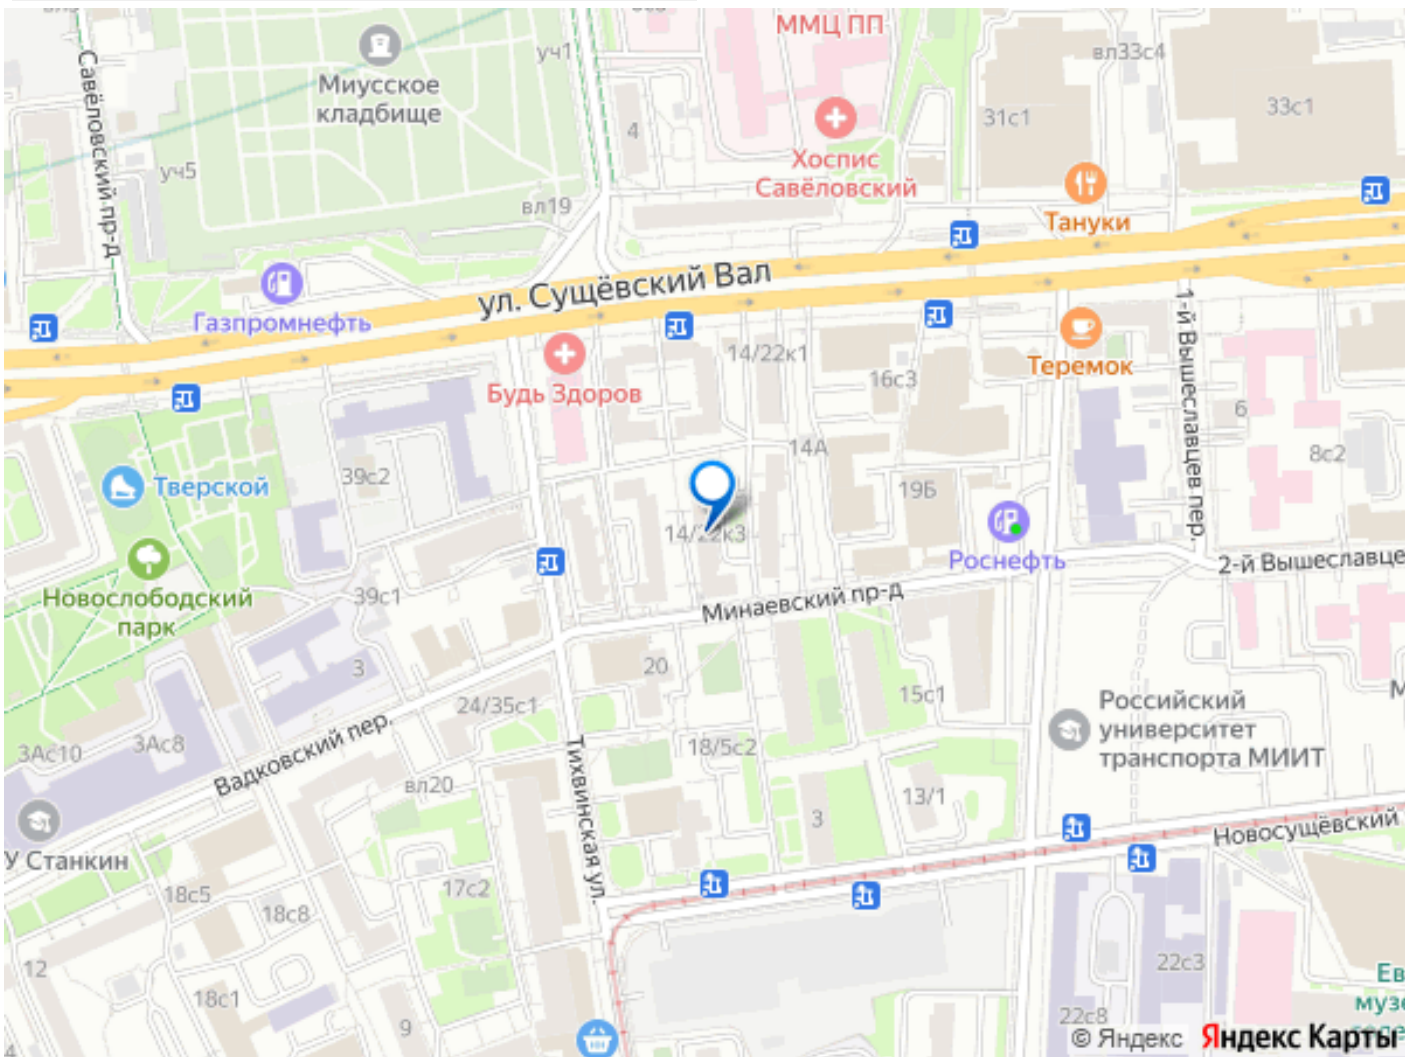 ММЦ ПП
вл33с4
уч1
Миусское
кладбище
Савёловский пр-д
33с1
31с1
4
Хоспис
Савёловский
уч5
вл19
Тануки
ул. Сущёвский Вал
Газпромнефть
1-й Вышеславцев пер.
14/22к1
Теремок
16с3
Будь Здоров
6
14А
8с2
39с2
Тверской
19Б
14/22к3
Роснефть
2-й Вышеславце
Новослободский
парк
39с1
Минаевский пр-д
3
20
15с1
24/35с1
Российский
университет
транспорта МИИТ
М
3Ас10
3Ас8
Вадковский пер.
18/5с2
Тихвинская ул.
вл20
13/1
3
Новосущёвский
У Станкин
18с5
17с2
18с8
12
22с3
Ев
музе
18с1
9
22с8
4
© Яндекс
Яндекс Карты